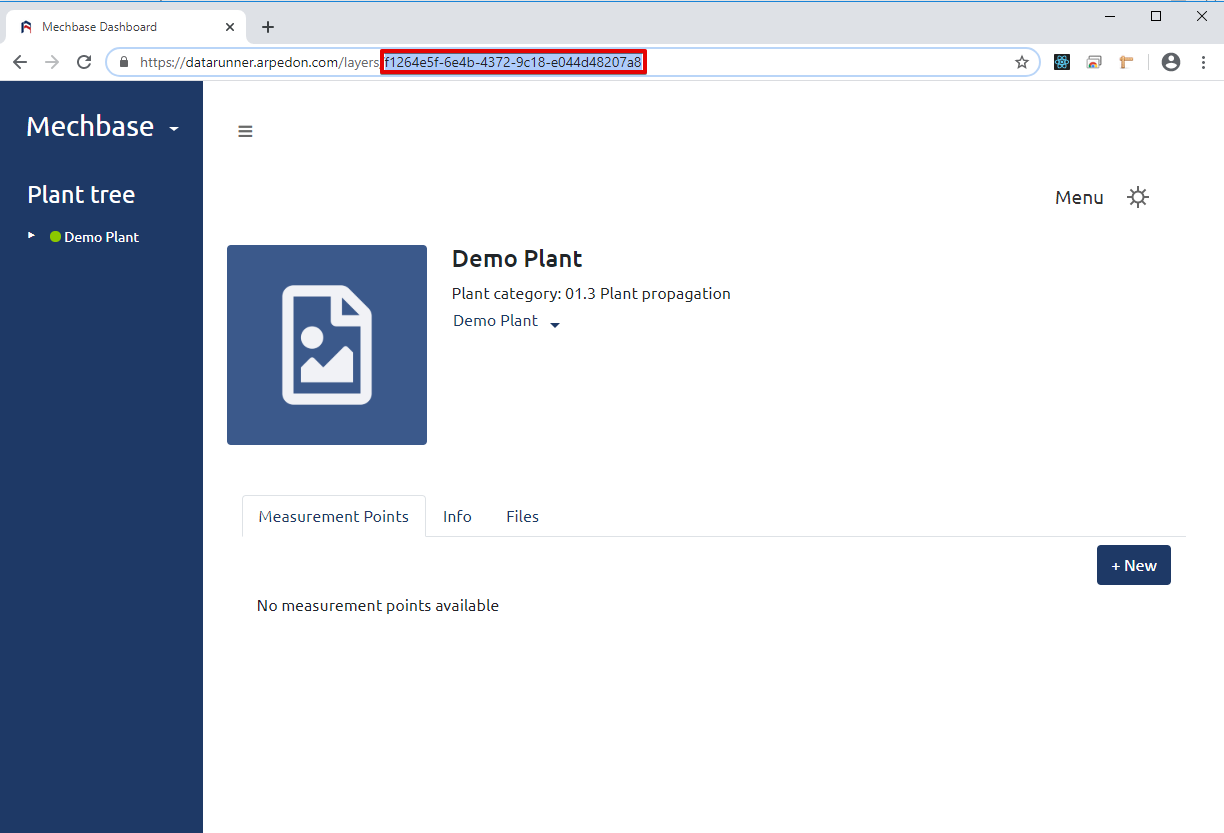 Mechbase Dashboard
https://datarunner.arpedon.com/layers/f1264e5f-6e4b-4372-9c18-e044d48207a8
Mechbase
Plant tree
Demo Plant
Menu
Demo Plant
Plant category: 01.3 Plant propagation
Demo Plant
Measurement Points
Info
Files
+ New
No measurement points available